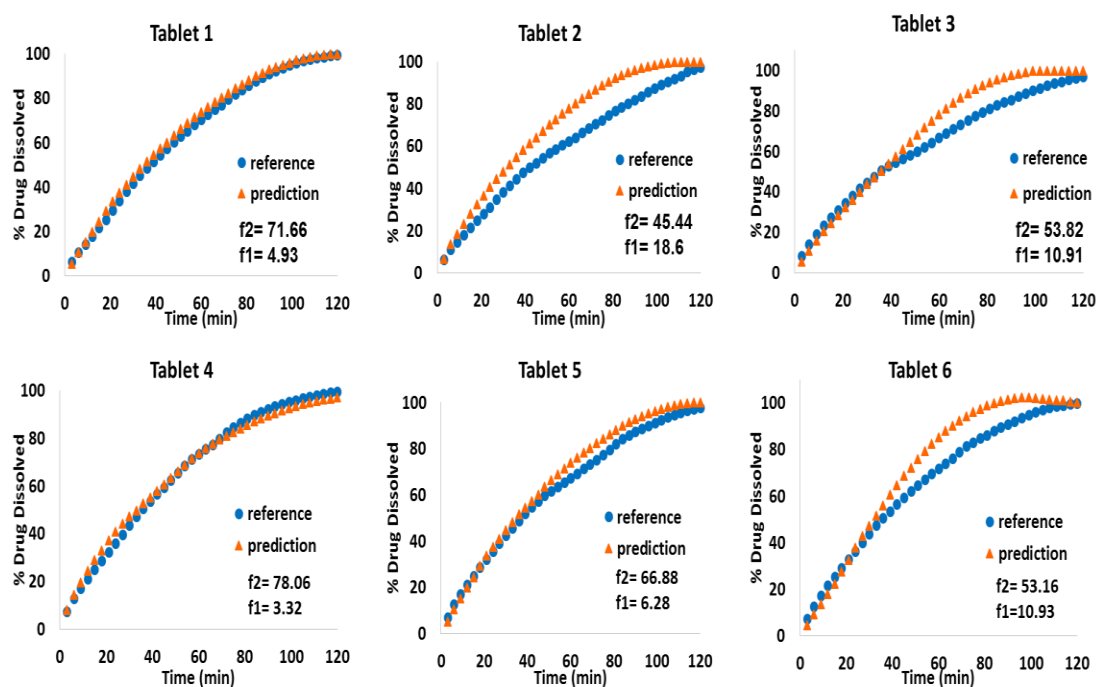 Tablet 1
% Drug Dissolved
100
80
60
40
20
0
reference
prediction
f2= 71.66
f1= 4.93
0 20 40 60 80 100 120
Time (min)
Tablet 2
% Drug Dissolved
100
80
60
40
20
0
reference
prediction
f2= 45.44
f1= 18.6
0 20 40 60 80 100 120
Time (min)
Tablet 3
% Drug Dissolved
100
80
60
40
20
0
reference
prediction
f2= 53.82
f1= 10.91
0 20 40 60 80 100 120
Time (min)
Tablet 4
% Drug Dissolved
100
80
60
40
20
0
reference
prediction
f2= 78.06
f1= 3.32
0 20 40 60 80 100 120
Time (min)
Tablet 5
% Drug Dissolved
100
80
60
40
20
0
reference
prediction
f2= 66.88
f1= 6.28
0 20 40 60 80 100 120
Time (min)
Tablet 6
% Drug Dissolved
100
80
60
40
20
0
reference
prediction
f2= 53.16
f1=10.93
0 20 40 60 80 100 120
Time (min)